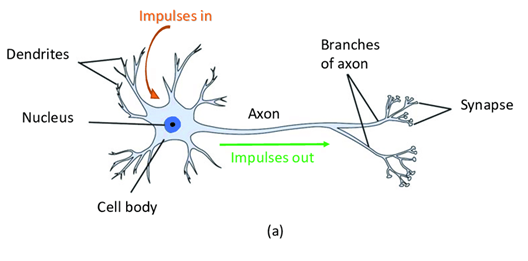 Impulses in
Dendrites
Branches
of axon
Nucleus
Axon
Synapse
Impulses out
Cell body
(a)